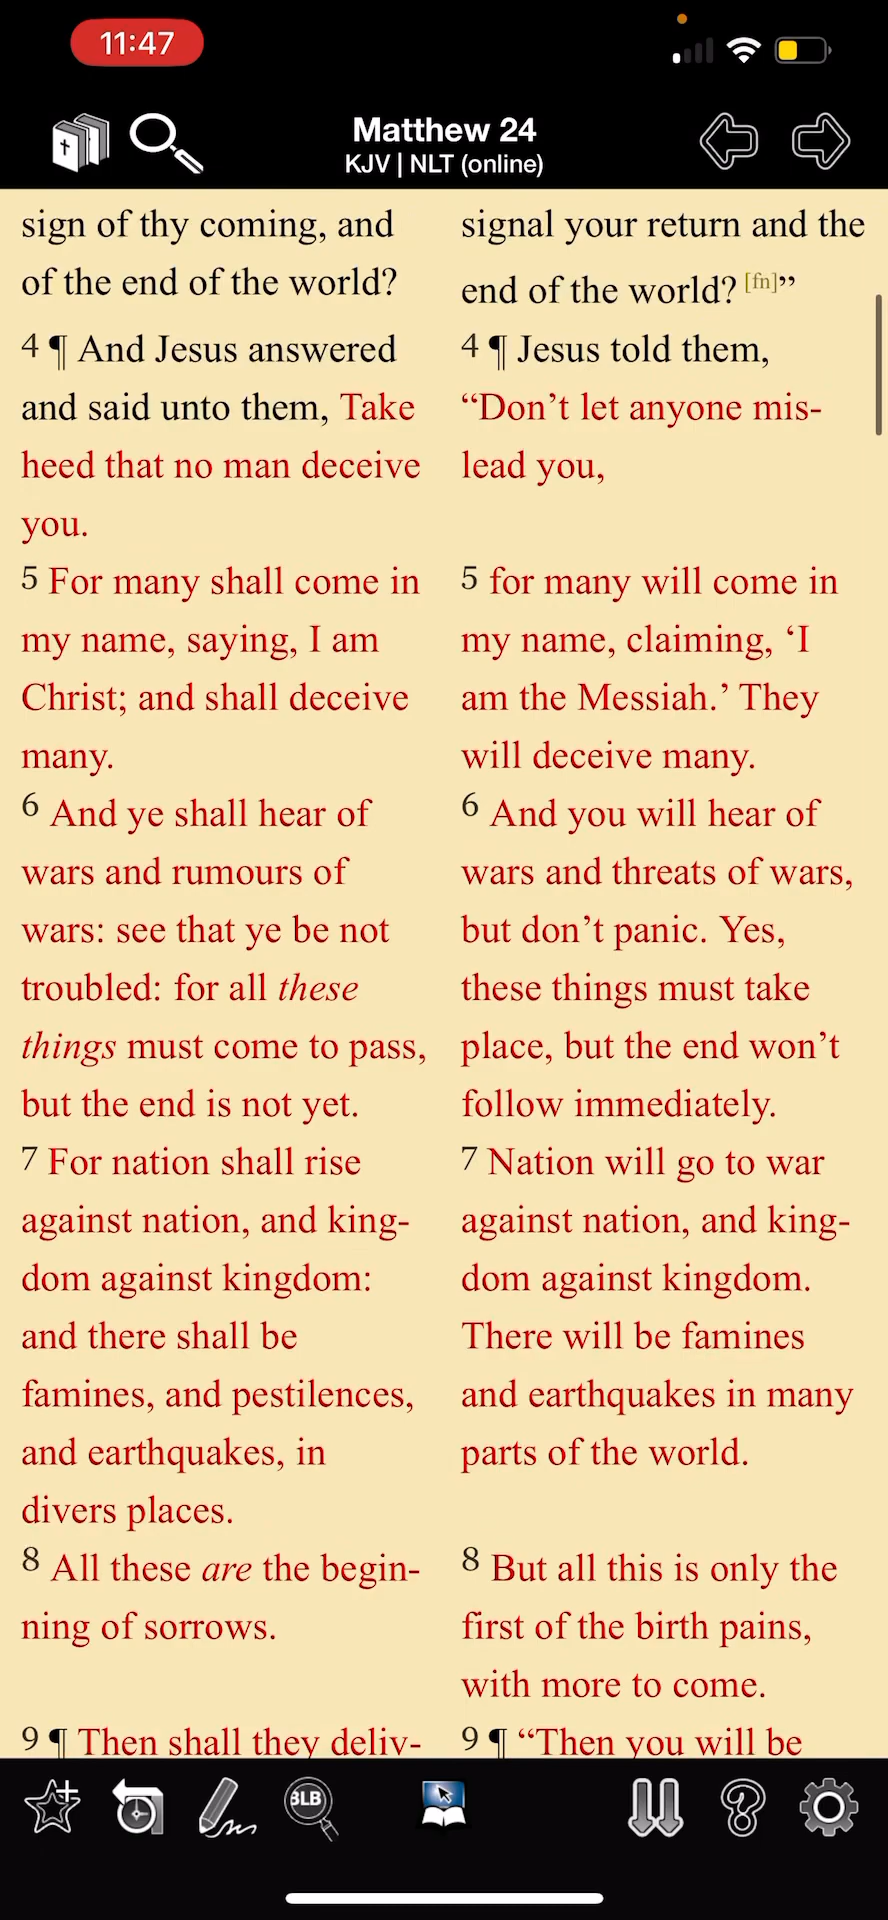 11:47
Matthew 24
KJV | NLT (online)
sign of thy coming, and
of the end of the world?
4 ¶ And Jesus answered
and said unto them, Take
heed that no man deceive
you.
5 For many shall come in
my name, saying, I am
Christ; and shall deceive
many.
6 And ye shall hear of
wars and rumours of
wars: see that ye be not
troubled: for all these
things must come to pass,
but the end is not yet.
7 For nation shall rise
against nation, and king-
dom against kingdom:
and there shall be
famines, and pestilences,
and earthquakes, in
divers places.
8 All these are the begin-
ning of sorrows.
9 ¶ Then shall they deliv-
signal your return and the
end of the world? [fn]”
4 ¶ Jesus told them,
“Don’t let anyone mis-
lead you,
5 for many will come in
my name, claiming, ‘I
am the Messiah.’ They
will deceive many.
6 And you will hear of
wars and threats of wars,
but don’t panic. Yes,
these things must take
place, but the end won’t
follow immediately.
7 Nation will go to war
against nation, and king-
dom against kingdom.
There will be famines
and earthquakes in many
parts of the world.
8 But all this is only the
first of the birth pains,
with more to come.
9 ¶ “Then you will be
BLB